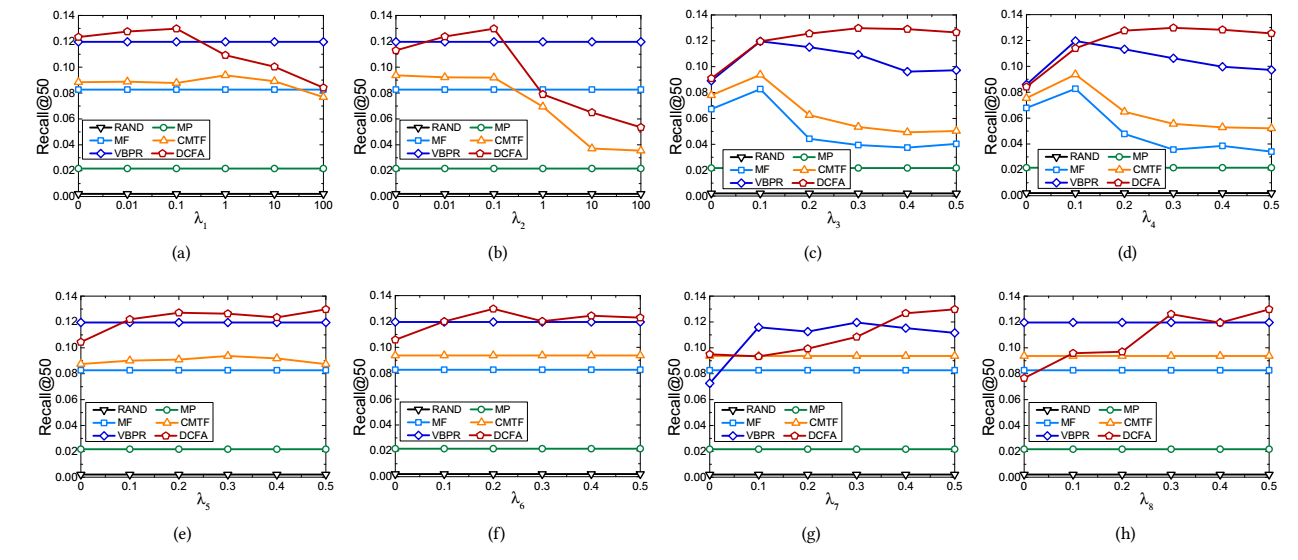 0.14
0.12
0.10
0.08
0.06
0.04
0.02
0.00
Recall@50
RAND MP
MF CMTF
VBPR DCFA
0 0.01 0.1 1 10 100
λ1
(a)
0.14
0.12
0.10
0.08
0.06
0.04
0.02
0.00
Recall@50
RAND MP
MF CMTF
VBPR DCFA
0 0.01 0.1 1 10 100
λ2
(b)
0.14
0.12
0.10
0.08
0.06
0.04
0.02
0.00
Recall@50
RAND MP
MF CMTF
VBPR DCFA
0 0.1 0.2 0.3 0.4 0.5
λ3
(c)
0.14
0.12
0.10
0.08
0.06
0.04
0.02
0.00
Recall@50
RAND MP
MF CMTF
VBPR DCFA
0 0.1 0.2 0.3 0.4 0.5
λ4
(d)
0.14
0.12
0.10
0.08
0.06
0.04
0.02
0.00
Recall@50
RAND MP
MF CMTF
VBPR DCFA
0 0.1 0.2 0.3 0.4 0.5
λ5
(e)
0.14
0.12
0.10
0.08
0.06
0.04
0.02
0.00
Recall@50
RAND MP
MF CMTF
VBPR DCFA
0 0.1 0.2 0.3 0.4 0.5
λ6
(f)
0.14
0.12
0.10
0.08
0.06
0.04
0.02
0.00
Recall@50
RAND MP
MF CMTF
VBPR DCFA
0 0.1 0.2 0.3 0.4 0.5
λ7
(g)
0.14
0.12
0.10
0.08
0.06
0.04
0.02
0.00
Recall@50
RAND MP
MF CMTF
VBPR DCFA
0 0.1 0.2 0.3 0.4 0.5
λ8
(h)